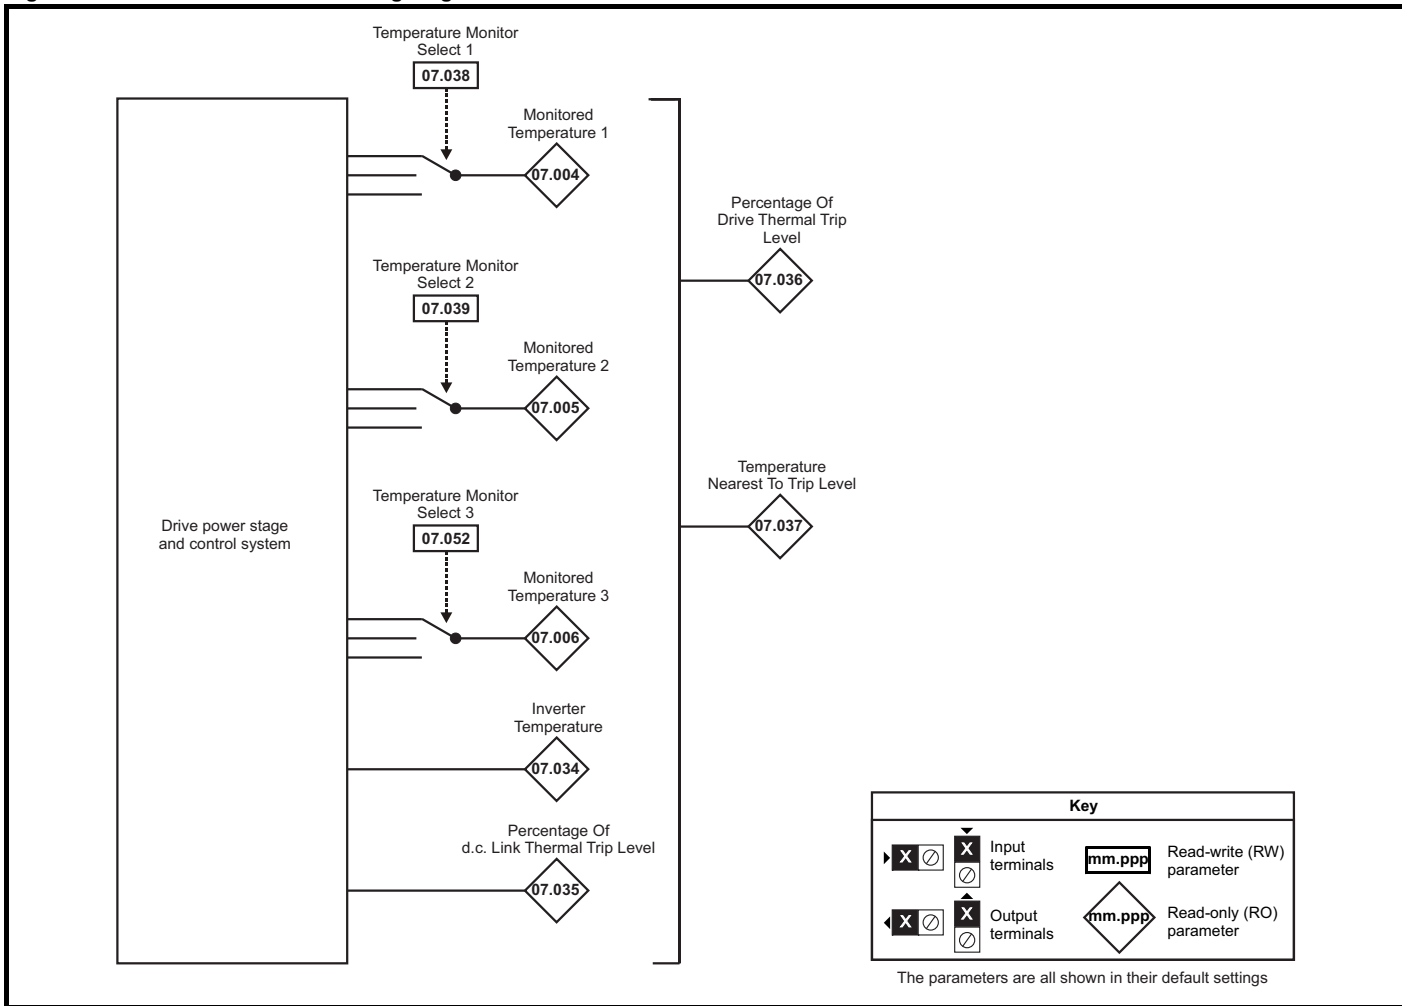 Temperature Monitor
Select 1
07.038
Monitored
Temperature 1
07.004
Percentage Of
Drive Thermal Trip
Level
07.036
Temperature Monitor
Select 2
07.039
Monitored
Temperature 2
07.005
Temperature
Nearest To Trip Level
07.037
Temperature Monitor
Select 3
07.052
Drive power stage
and control system
Monitored
Temperature 3
07.006
Inverter
Temperature
07.034
Percentage Of
d.c. Link Thermal Trip Level
07.035
Key
X
X
Input
terminals
mm.ppp
Read-write (RW)
parameter
X
X
Output
terminals
mm.ppp
Read-only (RO)
parameter
The parameters are all shown in their default settings